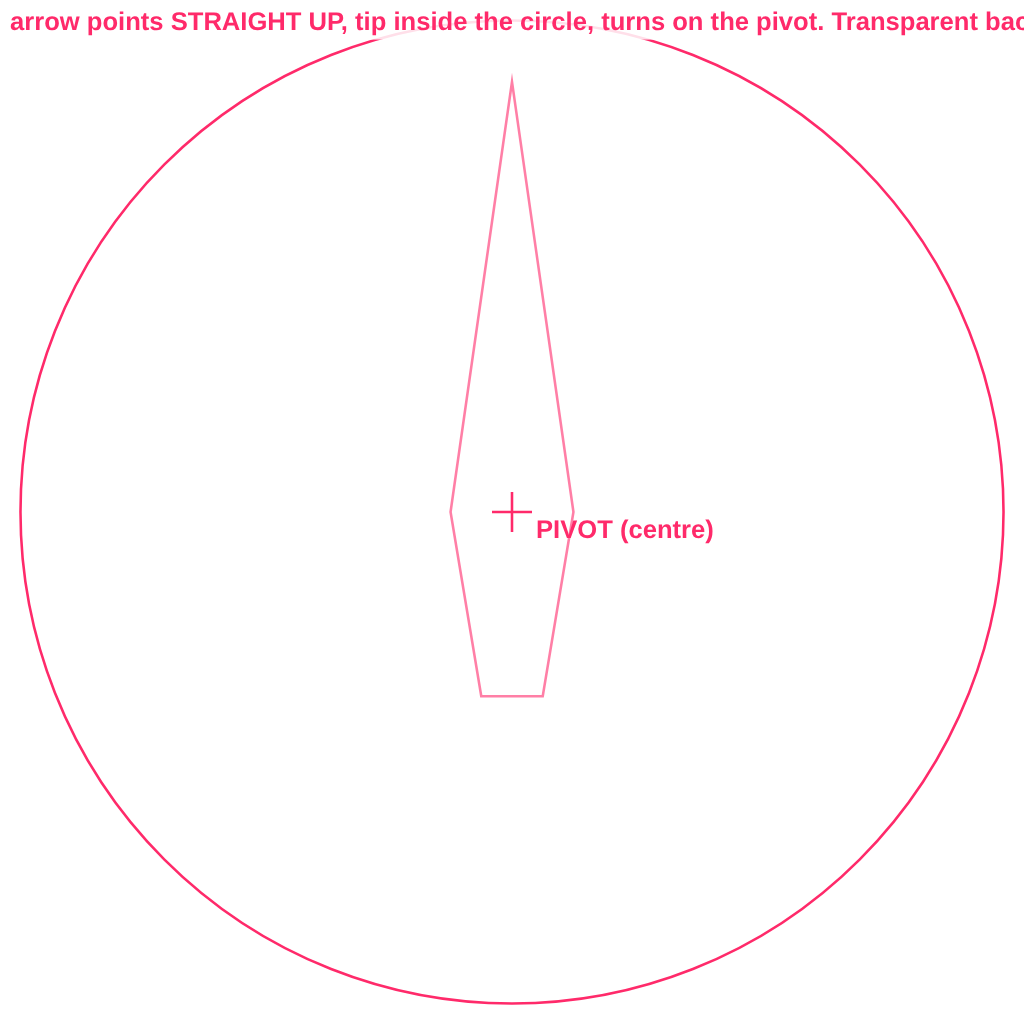 arrow points STRAIGHT UP, tip inside the circle, turns on the pivot. Transparent bac
PIVOT (centre)